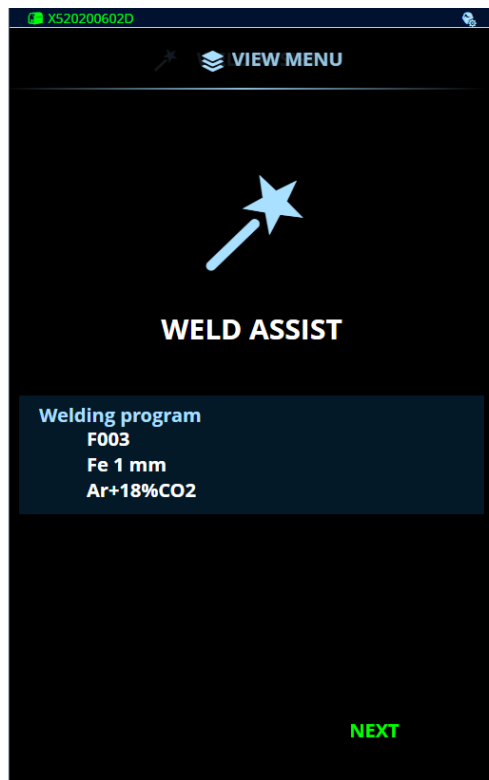 X520200602D
VIEW MENU
WELD ASSIST
Welding program
F003
Fe 1 mm
Ar+18%CO2
NEXT